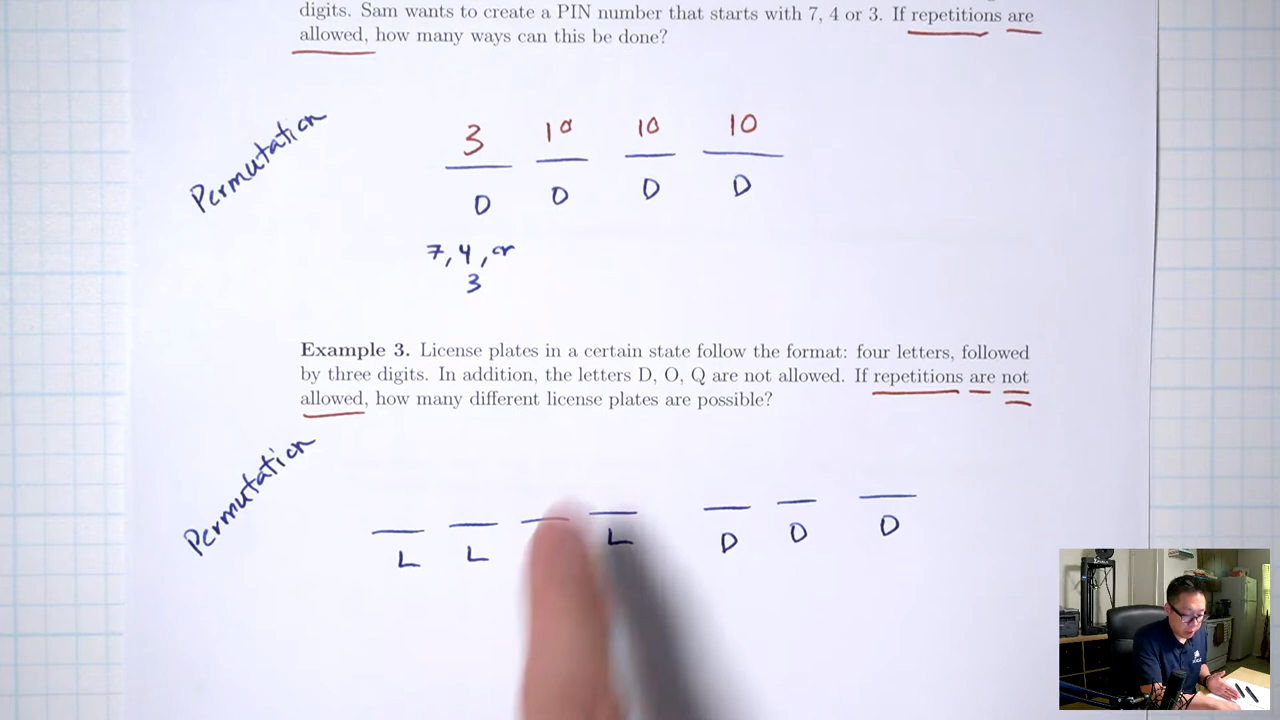 digits. Sam wants to create a PIN number that starts with 7, 4 or 3. If repetitions are
allowed, how many ways can this be done?
Permutation
3 10 10 10
D D D D
7, 4, or
3
Example 3. License plates in a certain state follow the format: four letters, followed
by three digits. In addition, the letters D, O, Q are not allowed. If repetitions are not
allowed, how many different license plates are possible?
Permutation
L L L D D D